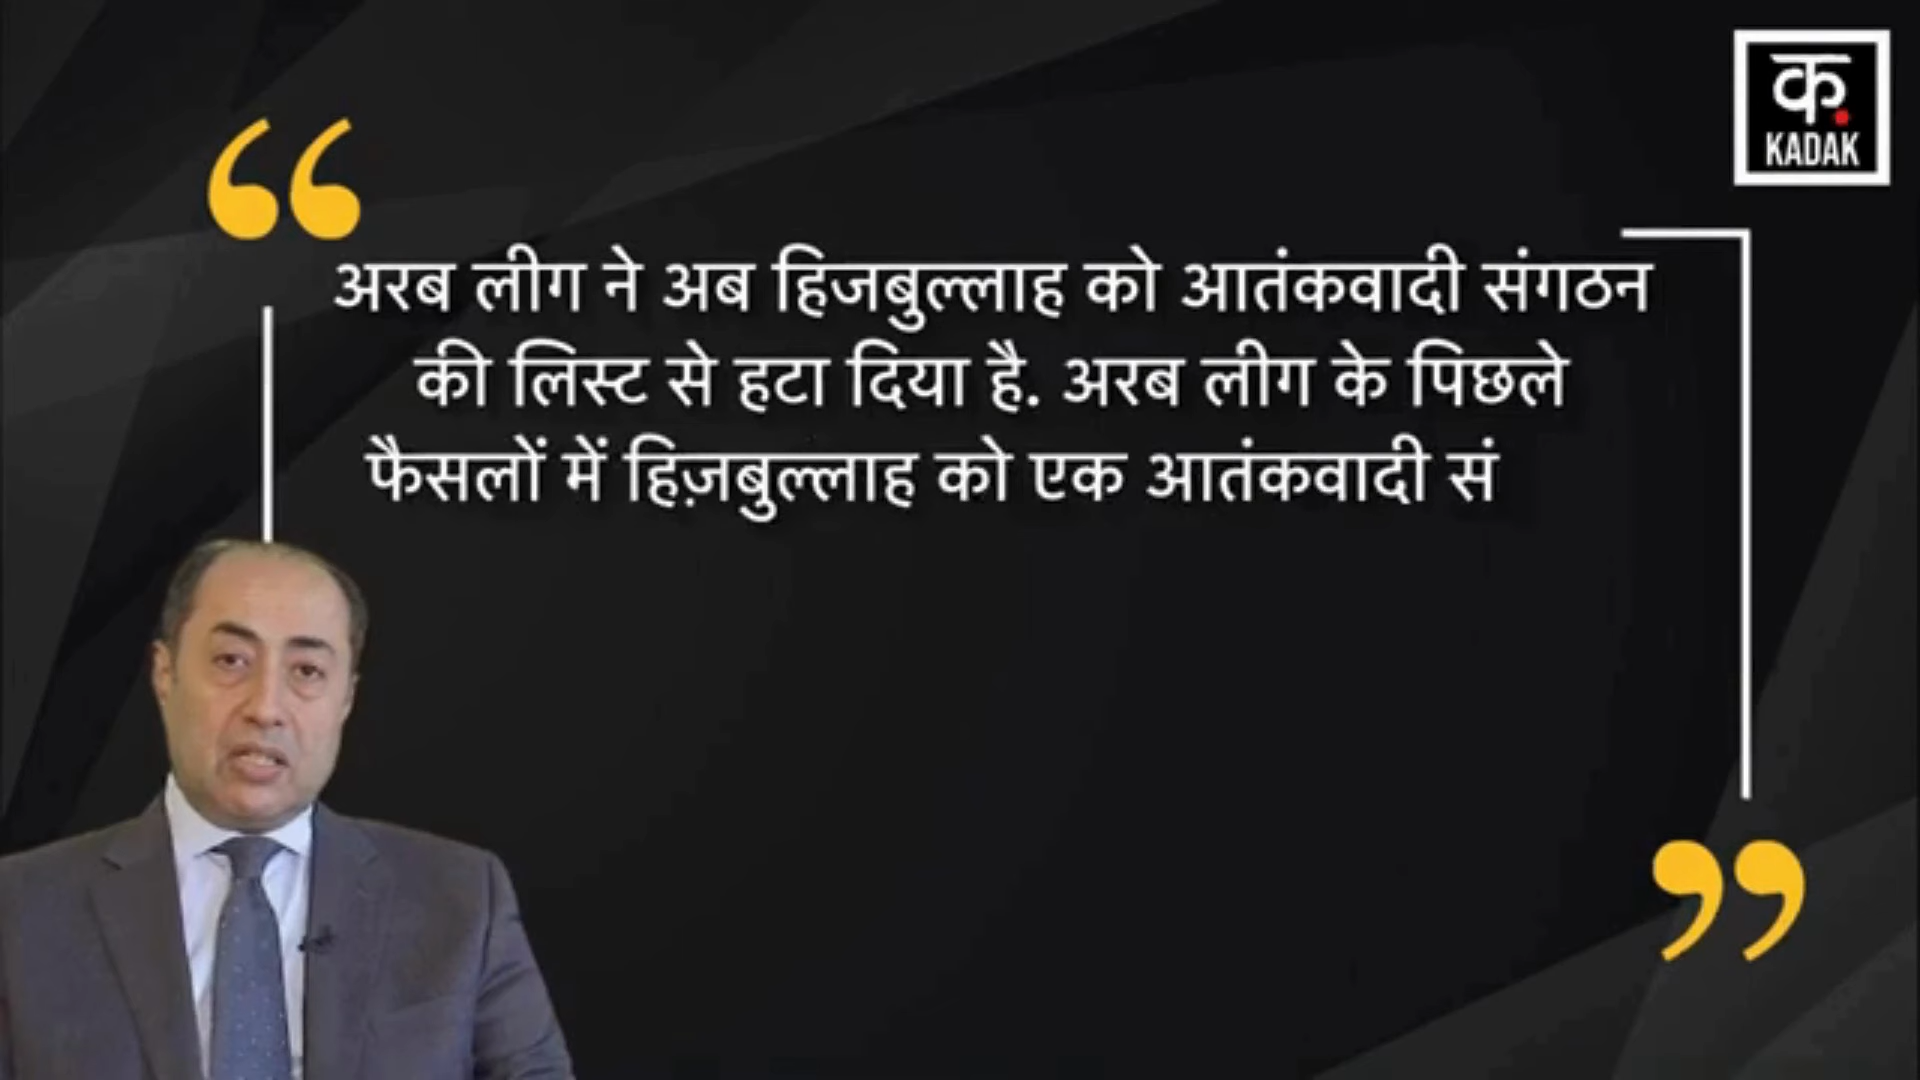 क.
KADAK
अरब लीग ने अब हिजबुल्लाह को आतंकवादी संगठन
की लिस्ट से हटा दिया है. अरब लीग के पिछले
फैसलों में हिज़बुल्लाह को एक आतंकवादी सं